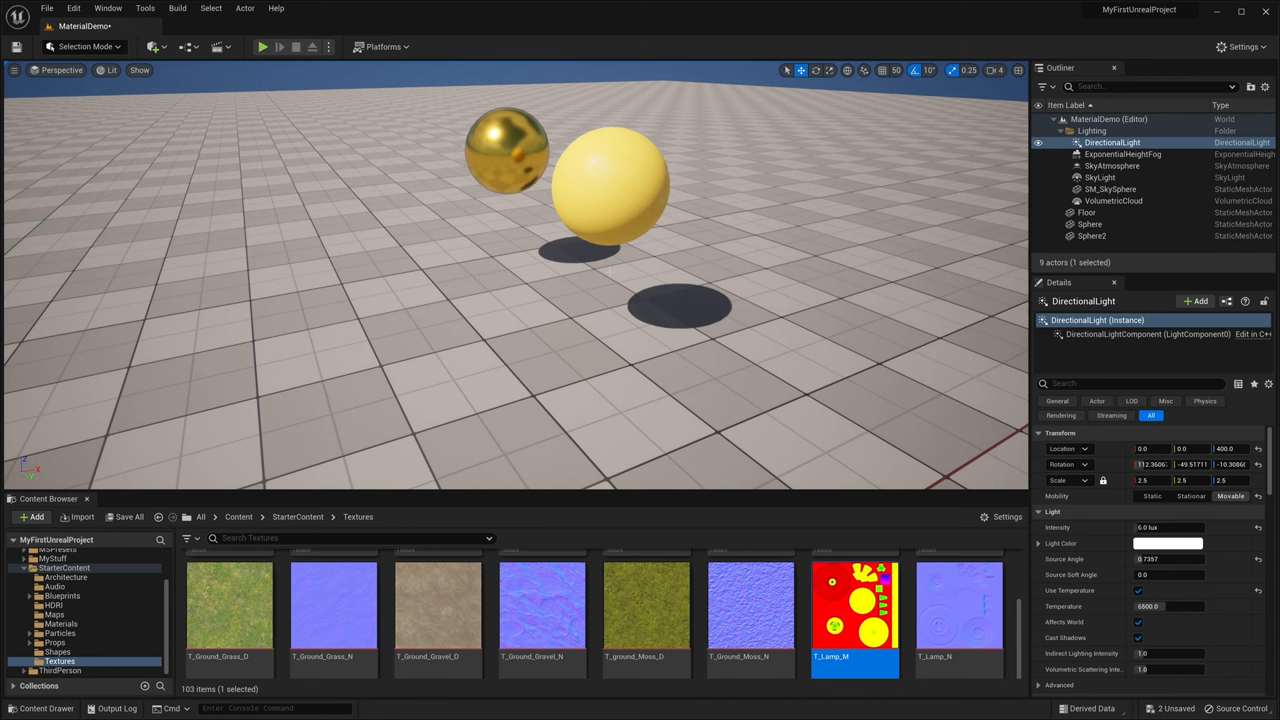 File Edit Window Tools Build Select Actor Help
MyFirstUnrealProject
MaterialDemo*
Selection Mode
Platforms
Settings
Perspective
Lit
Show
50
10°
0.25
4
Z
X
Y
Outliner
Search...
Item Label
Type
MaterialDemo (Editor) World
Lighting Folder
DirectionalLight DirectionalLight
ExponentialHeightFog ExponentialHeigh
SkyAtmosphere SkyAtmosphere
SkyLight SkyLight
SM_SkySphere StaticMeshActor
VolumetricCloud VolumetricCloud
Floor StaticMeshActor
Sphere StaticMeshActor
Sphere2 StaticMeshActor
9 actors (1 selected)
Details
DirectionalLight
Add
DirectionalLight (Instance)
DirectionalLightComponent (LightComponent0) Edit in C++
Search
General Actor LOD Misc Physics
Rendering Streaming All
Transform
Location 0.0 0.0 400.0
Rotation -49.51711
Scale 2.5 2.5 2.5
Mobility Static Stationar Movable
Light
Intensity 6.0 lux
Light Color
Source Angle 0.7357
Source Soft Angle 0.0
Use Temperature
Temperature 6500.0
Affects World
Cast Shadows
Indirect Lighting Intensity 1.0
Volumetric Scattering Inte... 1.0
Advanced
Content Browser
Add Import Save All All Content StarterContent Textures
Settings
MyFirstUnrealProject
MSPresets
MyStuff
StarterContent
Architecture
Audio
Blueprints
HDRI
Maps
Materials
Particles
Props
Shapes
Textures
ThirdPerson
Collections
Search Textures
T_Ground_Grass_D
T_Ground_Grass_N
T_Ground_Gravel_D
T_Ground_Gravel_N
T_ground_Moss_D
T_Ground_Moss_N
T_Lamp_M
T_Lamp_N
103 items (1 selected)
Content Drawer
Output Log
Cmd
Enter Console Command
Derived Data
2 Unsaved
Source Control